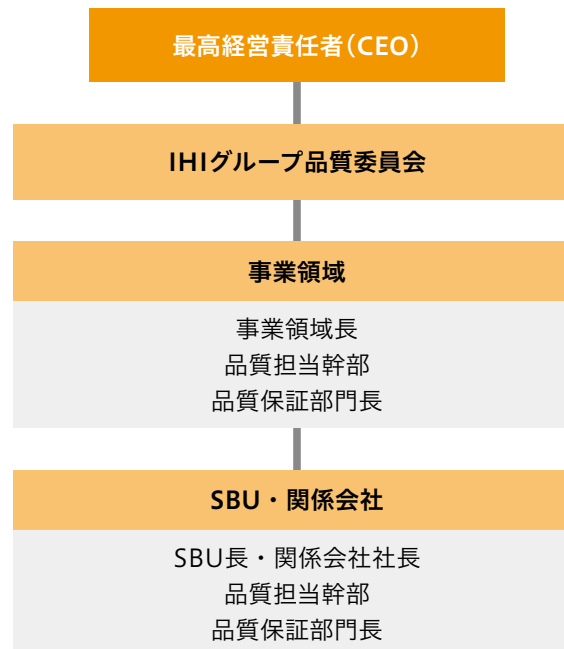 最高経営責任者(CEO)
IHIグループ品質委員会
事業領域
事業領域長
品質担当幹部
品質保証部門長
SBU・関係会社
SBU長・関係会社社長
品質担当幹部
品質保証部門長